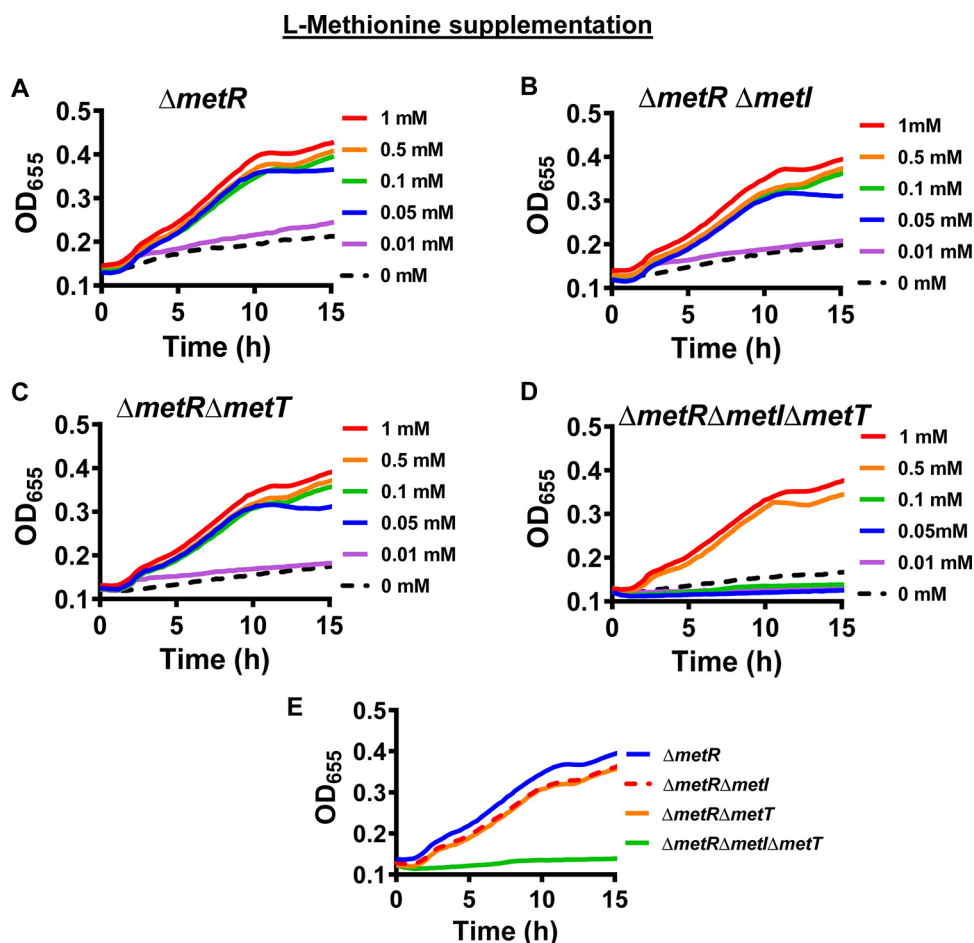 L-Methionine supplementation
A
ΔmetR
OD655
0.5
0.4
0.3
0.2
0.1
0 5 10 15
Time (h)
1 mM
0.5 mM
0.1 mM
0.05 mM
0.01 mM
0 mM
B
ΔmetR ΔmetI
OD655
0.5
0.4
0.3
0.2
0.1
0 5 10 15
Time (h)
1mM
0.5 mM
0.1 mM
0.05 mM
0.01 mM
0 mM
C
ΔmetRΔmetT
OD655
0.5
0.4
0.3
0.2
0.1
0 5 10 15
Time (h)
1 mM
0.5 mM
0.1 mM
0.05 mM
0.01 mM
0 mM
D
ΔmetRΔmetIΔmetT
OD655
0.5
0.4
0.3
0.2
0.1
0 5 10 15
Time (h)
1 mM
0.5 mM
0.1 mM
0.05mM
0.01 mM
0 mM
E
OD655
0.5
0.4
0.3
0.2
0.1
0 5 10 15
Time (h)
ΔmetR
ΔmetRΔmetI
ΔmetRΔmetT
ΔmetRΔmetIΔmetT